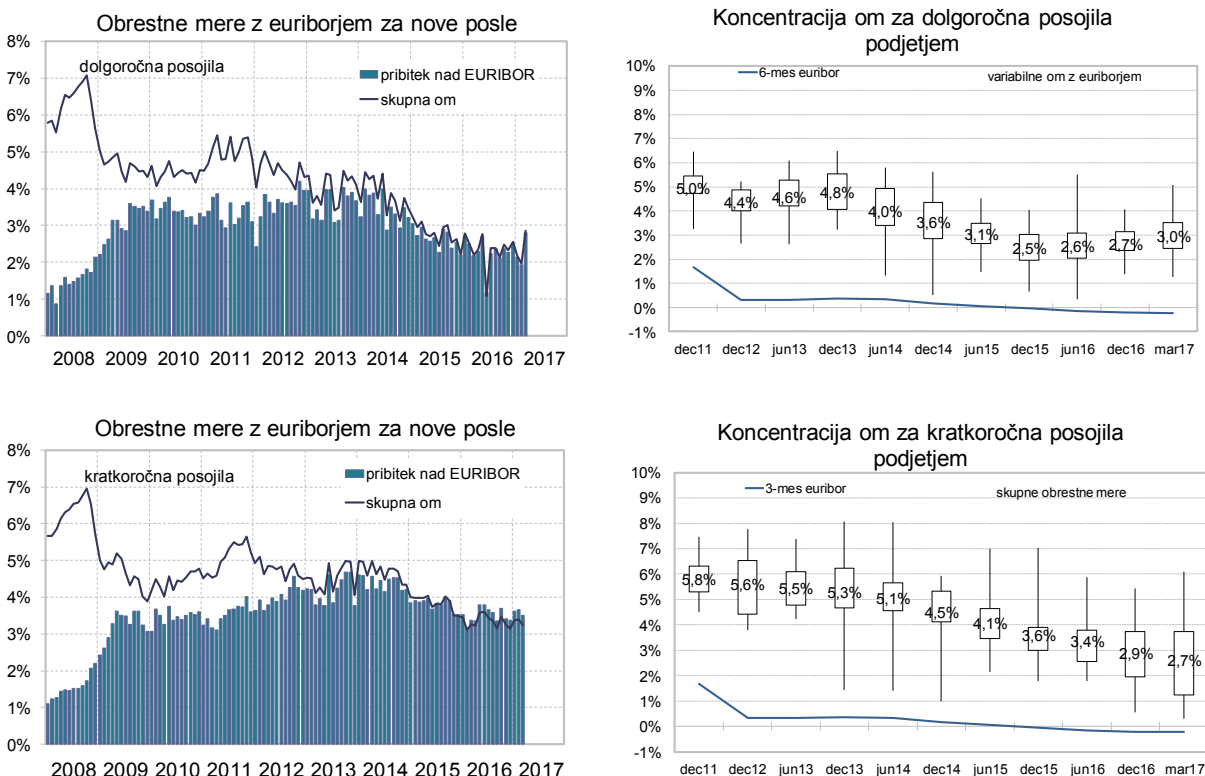 Obrestne mere z euriborjem za nove posle
8%
7%
6%
5%
4%
3%
2%
1%
0%
dolgoročna posojila
pribitek nad EURIBOR
skupna om
2008 2009 2010 2011 2012 2013 2014 2015 2016 2017
Koncentracija om za dolgoročna posojila
podjetjem
10%
9%
8%
7%
6%
5%
4%
3%
2%
1%
0%
-1%
6-mes euribor
variabilne om z euriborjem
5,0% 4,4% 4,6% 4,8% 4,0% 3,6% 3,1% 2,5% 2,6% 2,7% 3,0%
dec11 dec12 jun13 dec13 jun14 dec14 jun15 dec15 jun16 dec16 mar17
Obrestne mere z euriborjem za nove posle
8%
7%
6%
5%
4%
3%
2%
1%
0%
kratkoročna posojila
pribitek nad EURIBOR
skupna om
2008 2009 2010 2011 2012 2013 2014 2015 2016 2017
Koncentracija om za kratkoročna posojila
podjetjem
10%
9%
8%
7%
6%
5%
4%
3%
2%
1%
0%
-1%
3-mes euribor
skupne obrestne mere
5,8% 5,6% 5,5% 5,3% 5,1% 4,5% 4,1% 3,6% 3,4% 2,9% 2,7%
dec11 dec12 jun13 dec13 jun14 dec14 jun15 dec15 jun16 dec16 mar17